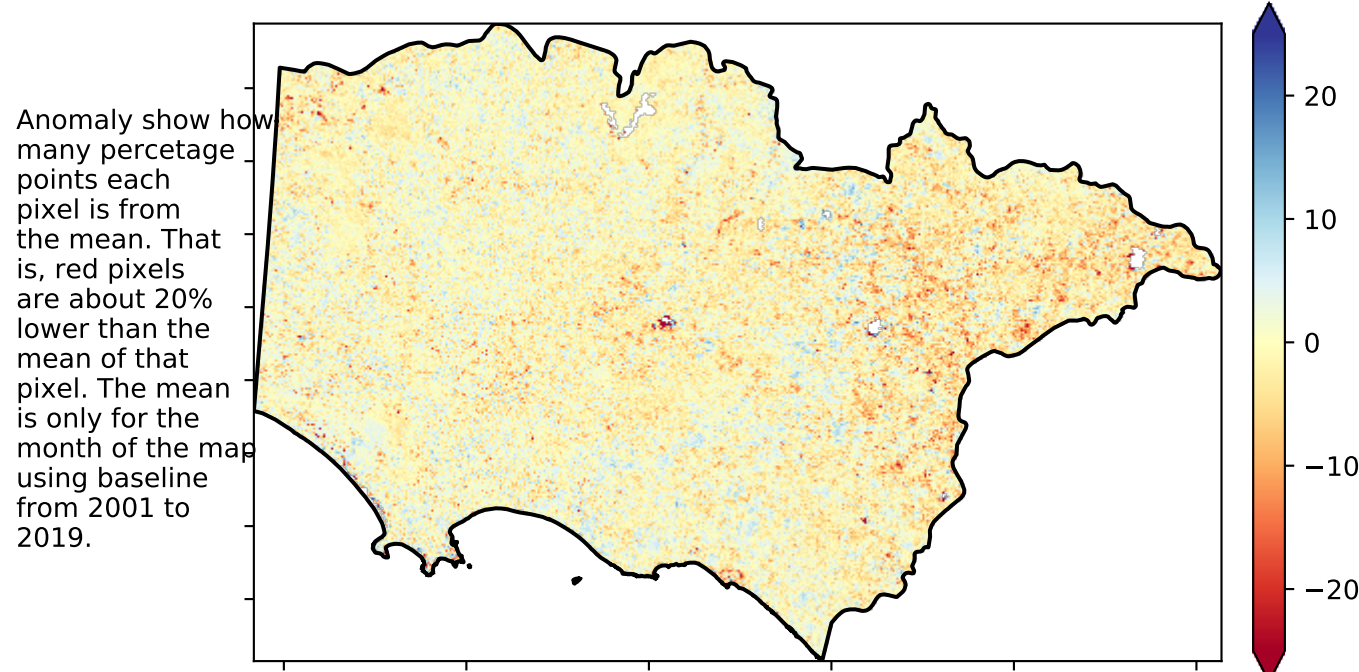 Anomaly show how
many percetage
points each
pixel is from
the mean. That
is, red pixels
are about 20%
lower than the
mean of that
pixel. The mean
is only for the
month of the map
using baseline
from 2001 to
2019.
20
10
0
−10
−20